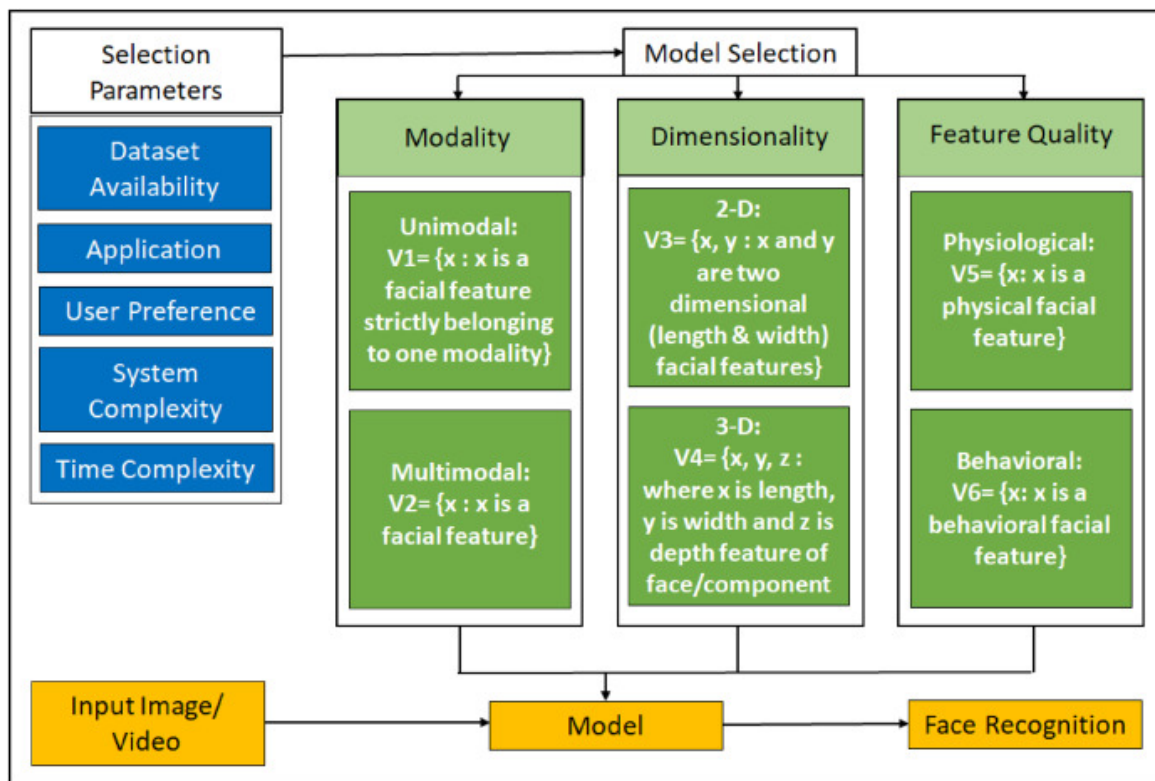 Selection
Parameters
Dataset
Availability
Application
User Preference
System
Complexity
Time Complexity
Model Selection
Modality
Unimodal:
V1= {x : x is a
facial feature
strictly belonging
to one modality}
Multimodal:
V2= {x : x is a
facial feature}
Dimensionality
2-D:
V3= {x, y : x and y
are two
dimensional
(length & width)
facial features}
3-D:
V4= {x, y, z :
where x is length,
y is width and z is
depth feature of
face/component
Feature Quality
Physiological:
V5= {x: x is a
physical facial
feature}
Behavioral:
V6= {x: x is a
behavioral facial
feature}
Input Image/
Video
Model
Face Recognition